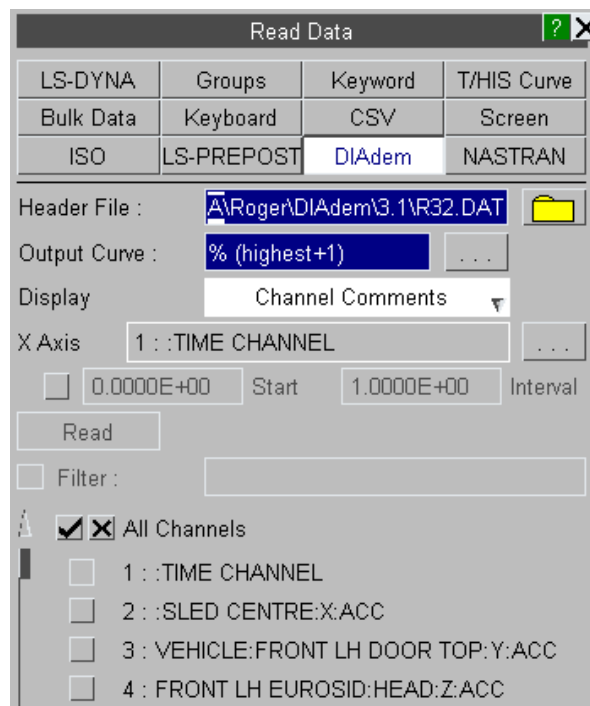 Read Data ?
LS-DYNA Groups Keyword T/HIS Curve
Bulk Data Keyboard CSV Screen
ISO LS-PREPOST DIAdem NASTRAN
Header File : A\Roger\DIAdem\3.1\R32.DAT
Output Curve : % (highest+1) . . .
Display Channel Comments
X Axis 1 : :TIME CHANNEL . . .
0.0000E+00 Start 1.0000E+00 Interval
Read
Filter :
All Channels
1 : :TIME CHANNEL
2 : :SLED CENTRE:X:ACC
3 : VEHICLE:FRONT LH DOOR TOP:Y:ACC
4 : FRONT LH EUROSID:HEAD:Z:ACC